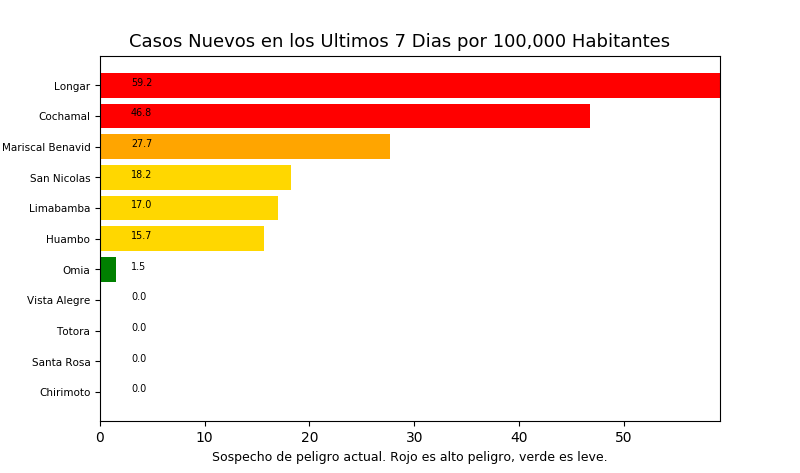 Casos Nuevos en los Ultimos 7 Dias por 100,000 Habitantes
Longar 59.2
Cochamal 46.8
Mariscal Benavid 27.7
San Nicolas 18.2
Limabamba 17.0
Huambo 15.7
Omia 1.5
Vista Alegre 0.0
Totora 0.0
Santa Rosa 0.0
Chirimoto 0.0
0 10 20 30 40 50
Sospecho de peligro actual. Rojo es alto peligro, verde es leve.